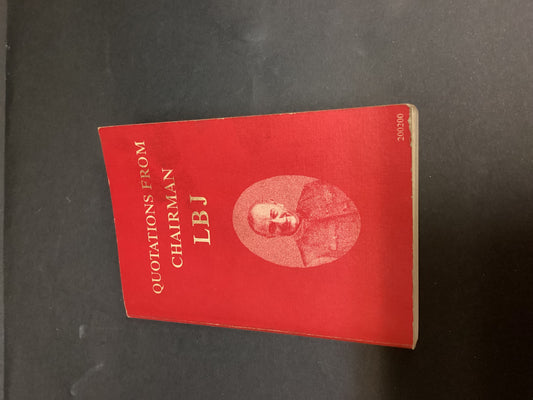 QUOTATIONS FROM
CHAIRMAN
LBJ
200200